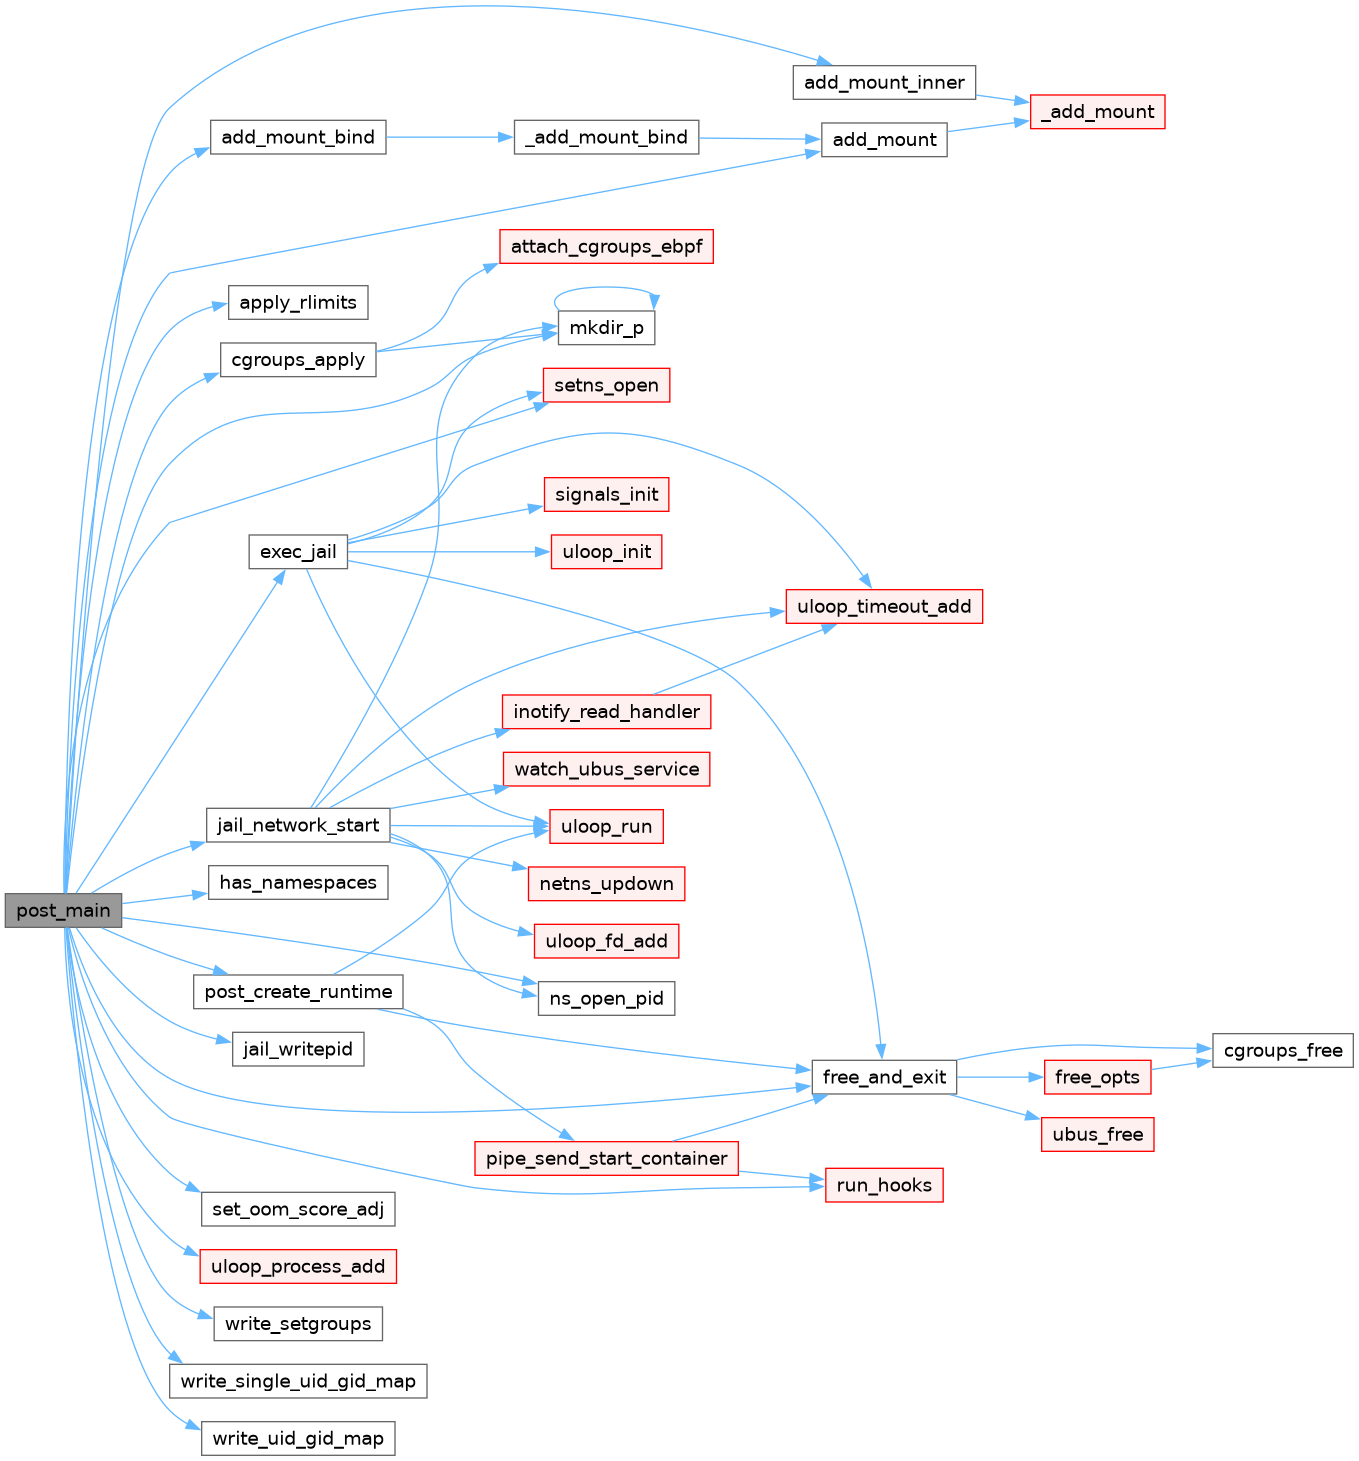 add_mount_inner
_add_mount
add_mount_bind
_add_mount_bind
add_mount
attach_cgroups_ebpf
apply_rlimits
mkdir_p
cgroups_apply
setns_open
signals_init
exec_jail
uloop_init
uloop_timeout_add
inotify_read_handler
watch_ubus_service
jail_network_start
uloop_run
has_namespaces
netns_updown
post_main
uloop_fd_add
post_create_runtime
ns_open_pid
jail_writepid
cgroups_free
free_and_exit
free_opts
ubus_free
pipe_send_start_container
run_hooks
set_oom_score_adj
uloop_process_add
write_setgroups
write_single_uid_gid_map
write_uid_gid_map